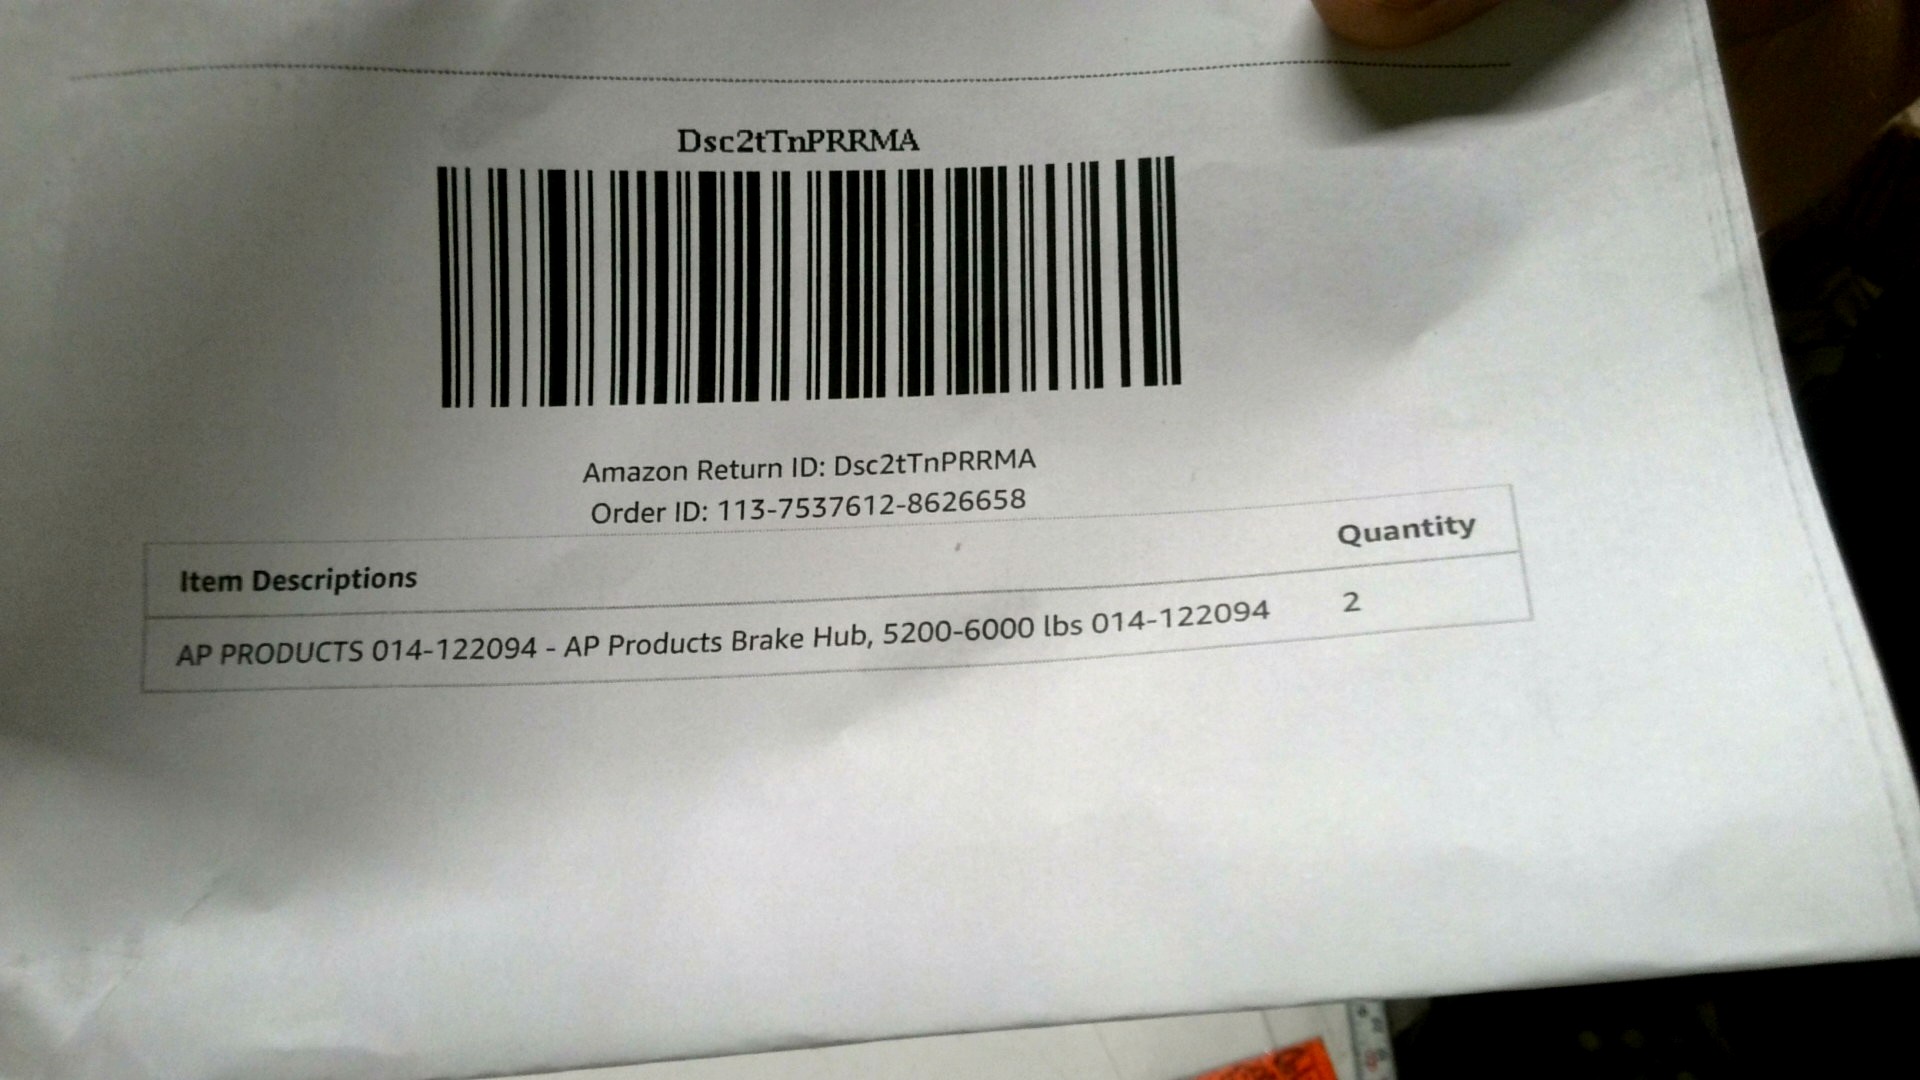 Dsc2tTnPRRMA
Amazon Return ID: Dsc2tTnPRRMA
Order ID: 113-7537612-8626658
Item Descriptions Quantity
AP PRODUCTS 014-122094 - AP Products Brake Hub, 5200-6000 lbs 014-122094 2